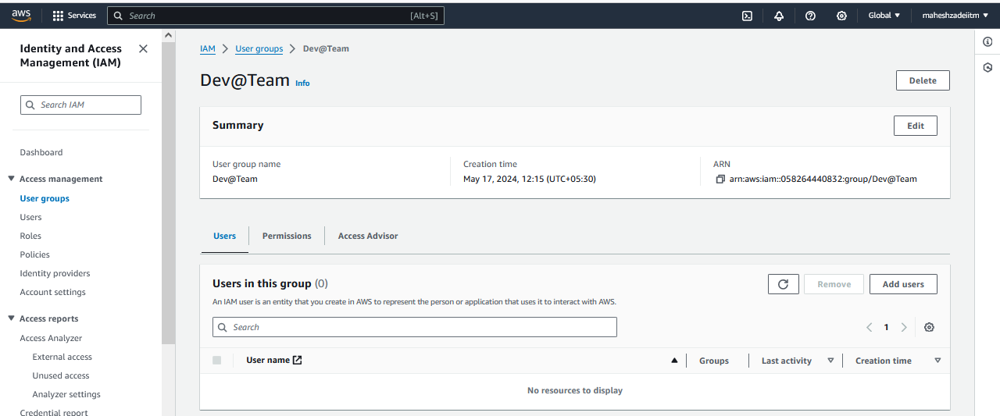 aws Services Search [Alt+S] Global maheshzadeiitm
Identity and Access Management (IAM)
Search IAM
Dashboard
Access management
User groups
Users
Roles
Policies
Identity providers
Account settings
Access reports
Access Analyzer
External access
Unused access
Analyzer settings
Credential report
IAM > User groups > Dev@Team
Dev@Team Info
Delete
Summary
Edit
User group name
Dev@Team
Creation time
May 17, 2024, 12:15 (UTC+05:30)
ARN
arn:aws:iam::058264440832:group/Dev@Team
Users Permissions Access Advisor
Users in this group (0)
Remove Add users
An IAM user is an entity that you create in AWS to represent the person or application that uses it to interact with AWS.
Search
1
User name Groups Last activity Creation time
No resources to display